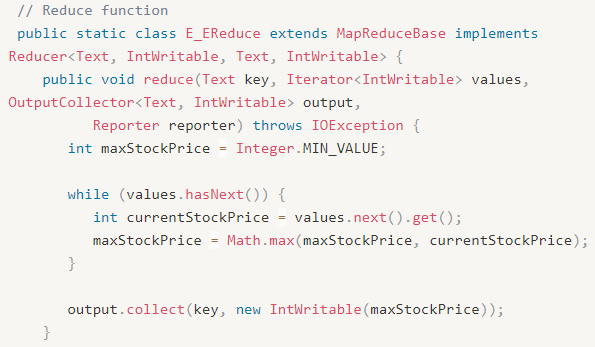 // Reduce function
public static class E_EReduce extends MapReduceBase implements
Reducer<Text, IntWritable, Text, IntWritable> {
public void reduce(Text key, Iterator<IntWritable> values,
OutputCollector<Text, IntWritable> output,
Reporter reporter) throws IOException {
int maxStockPrice = Integer.MIN_VALUE;
while (values.hasNext()) {
int currentStockPrice = values.next().get();
maxStockPrice = Math.max(maxStockPrice, currentStockPrice);
}
output.collect(key, new IntWritable(maxStockPrice));
}